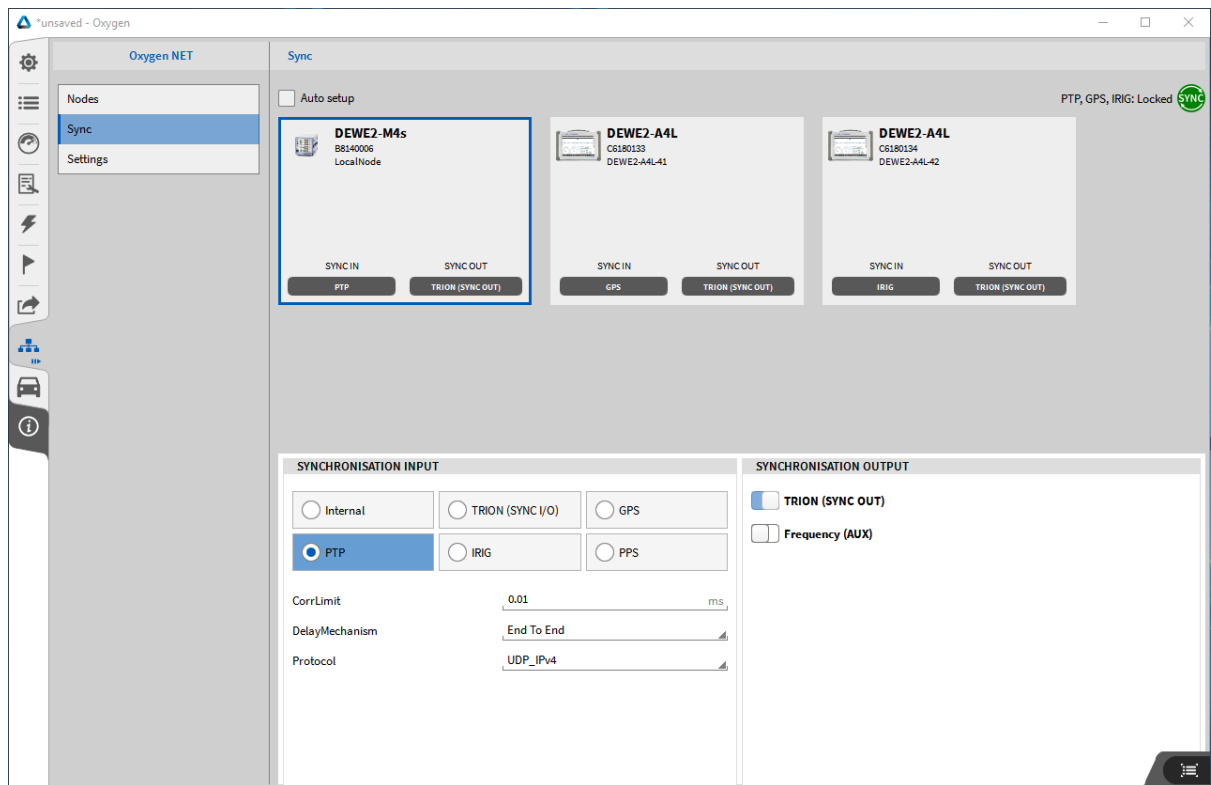 *unsaved - Oxygen
Oxygen NET
Sync
Nodes
Sync
Settings
Auto setup
PTP, GPS, IRIG: Locked SYNC
DEWE2-M4s
B8140006
LocalNode
SYNC IN SYNC OUT
PTP TRION (SYNC OUT)
DEWE2-A4L
C6180133
DEWE2-A4L-41
SYNC IN SYNC OUT
GPS TRION (SYNC OUT)
DEWE2-A4L
C6180134
DEWE2-A4L-42
SYNC IN SYNC OUT
IRIG TRION (SYNC OUT)
SYNCHRONISATION INPUT
Internal TRION (SYNC I/O) GPS
PTP IRIG PPS
CorrLimit 0.01 ms
DelayMechanism End To End
Protocol UDP_IPv4
SYNCHRONISATION OUTPUT
TRION (SYNC OUT)
Frequency (AUX)